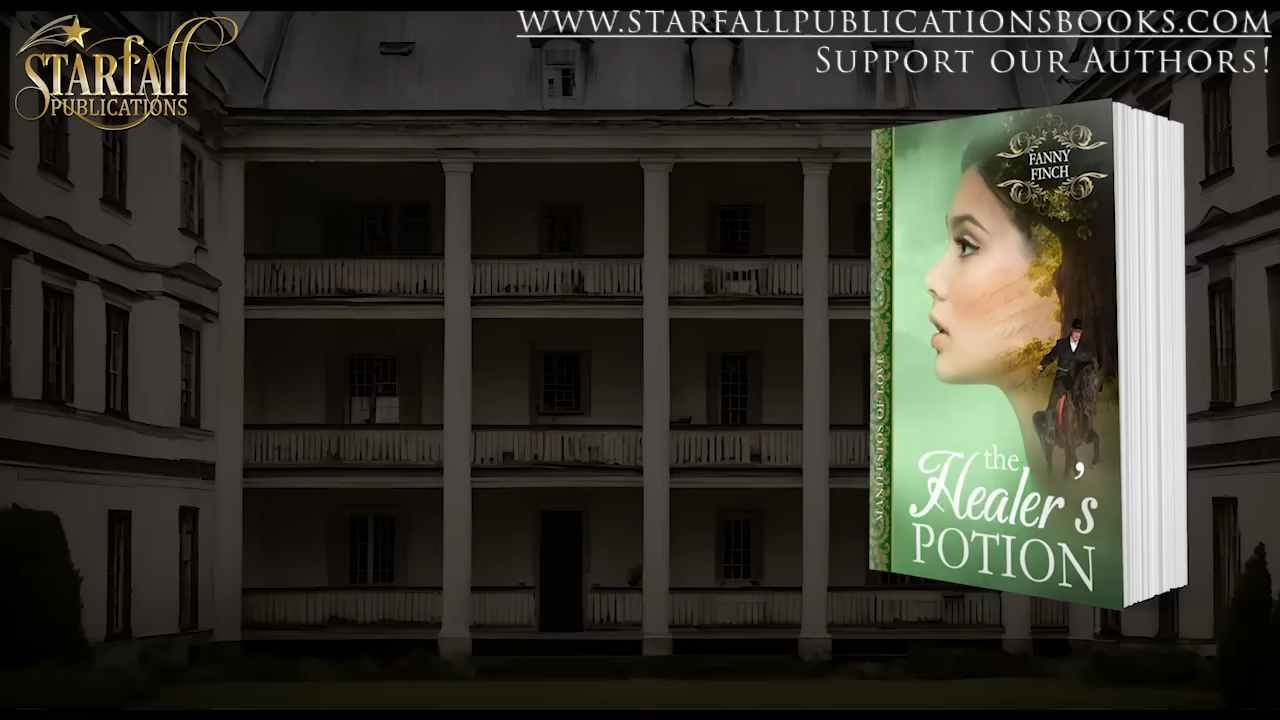 STARfall
PUBLICATIONS
WWW.STARFALLPUBLICATIONSBOOKS.COM
SUPPORT OUR AUTHORS!
FANNY
FINCH
MANIFESTOS OF LOVE
BOOK 2
the
Healer's
POTION